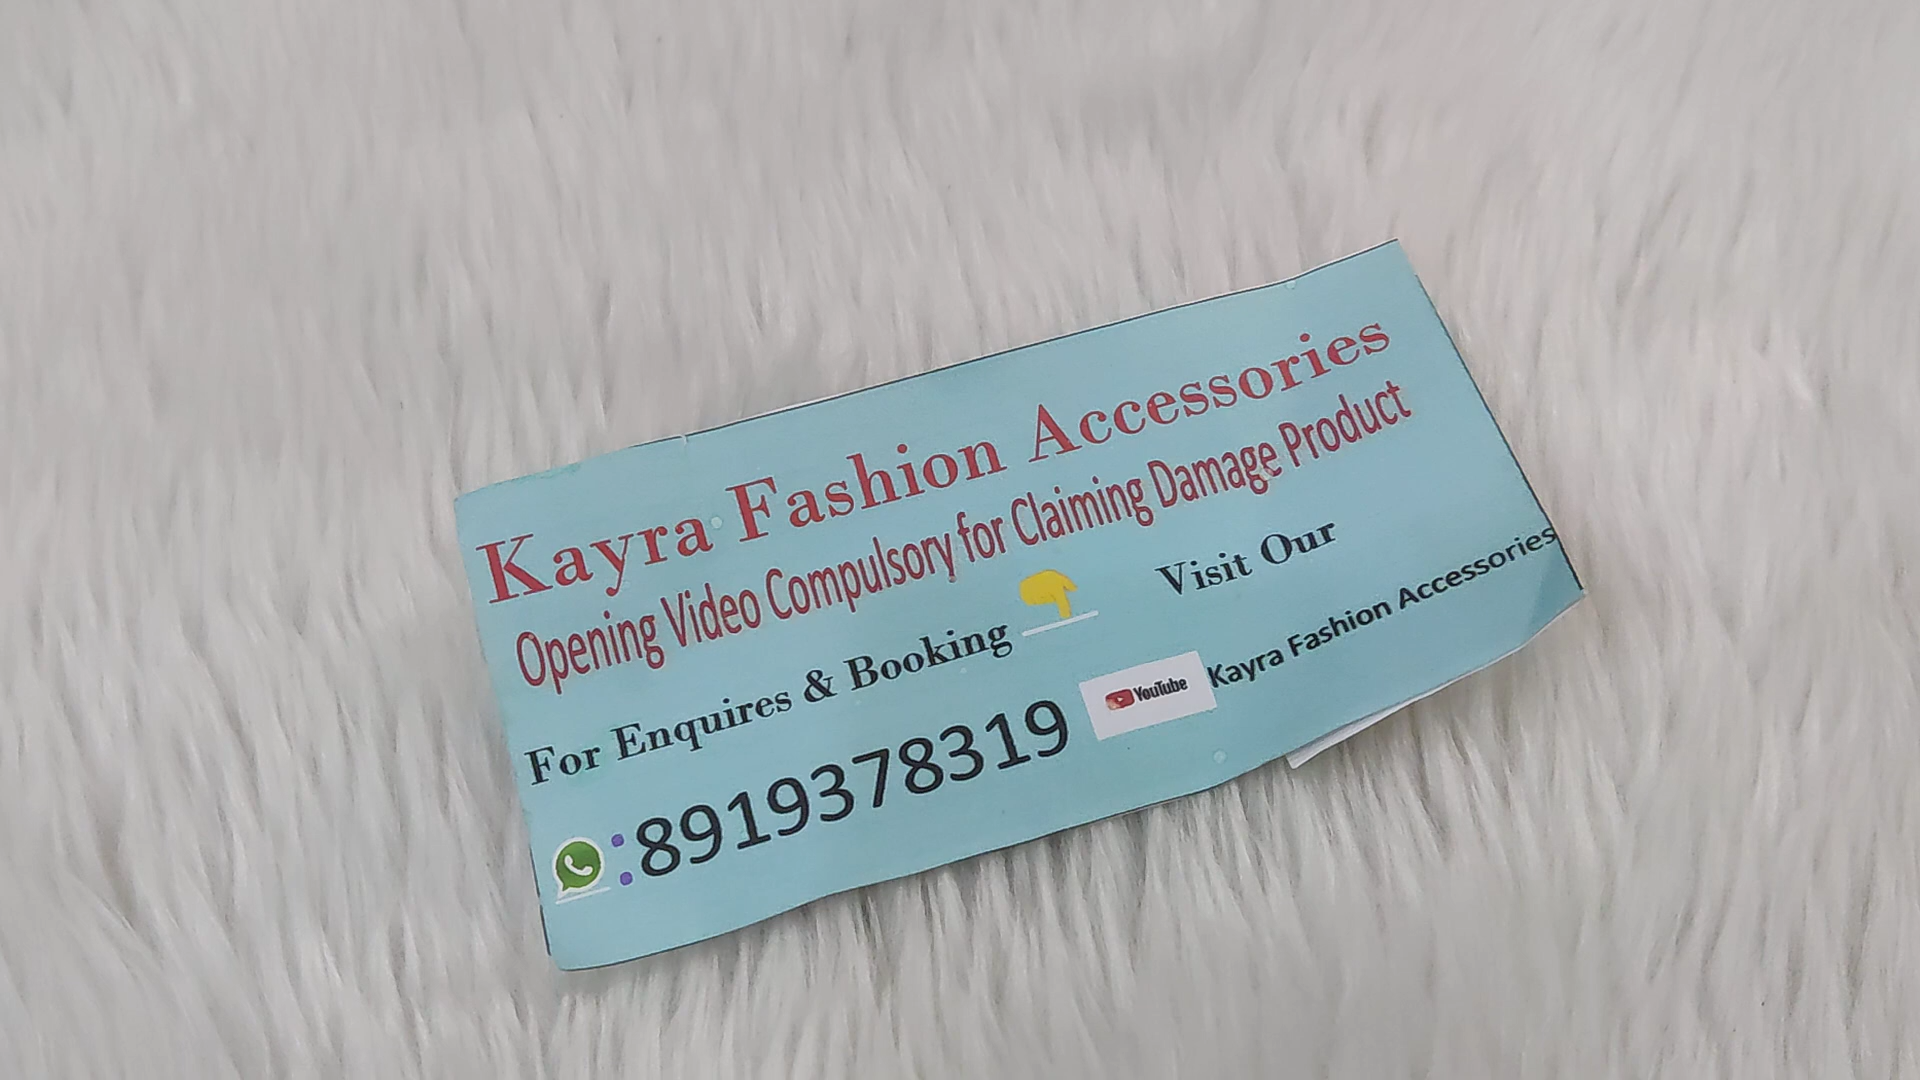 Kayra Fashion Accessories
Opening Video Compulsory for Claiming Damage Product
For Enquires & Booking
:8919378319
Visit Our
YouTube Kayra Fashion Accessories